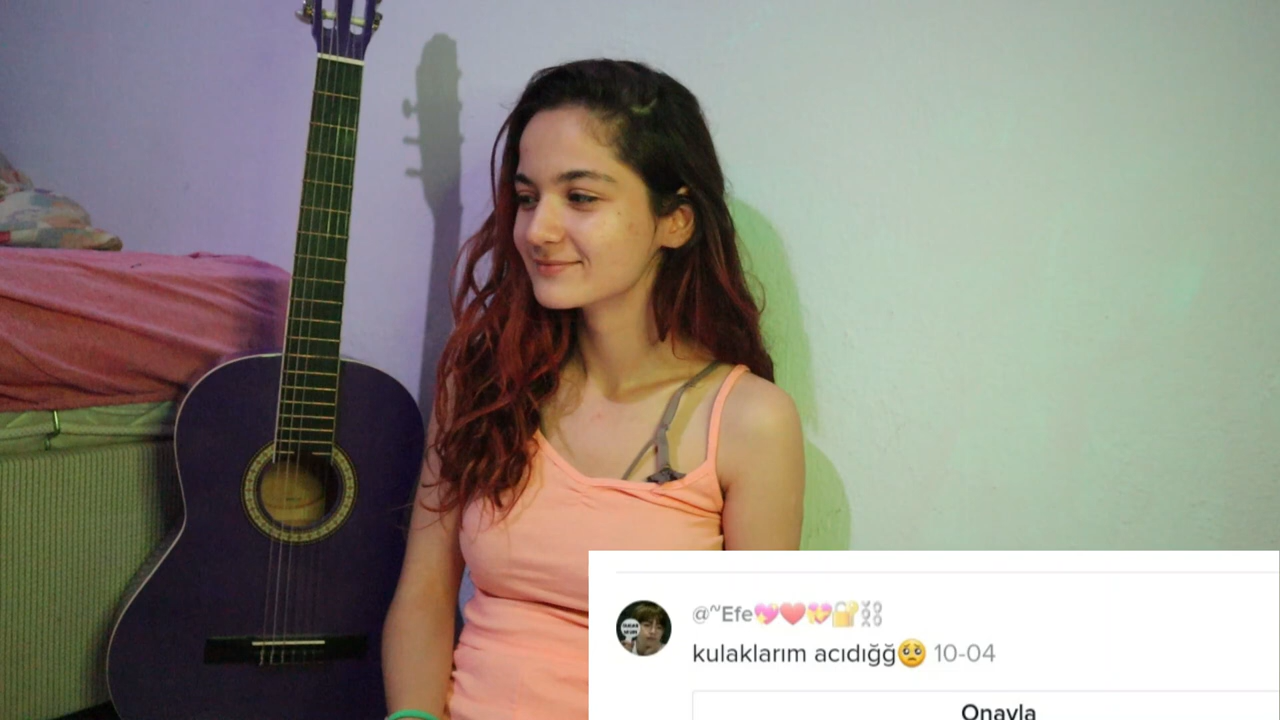 @~Efe💖❤️💝🔐⛓
kulaklarım acıdığğ🥺 10-04
Onayla